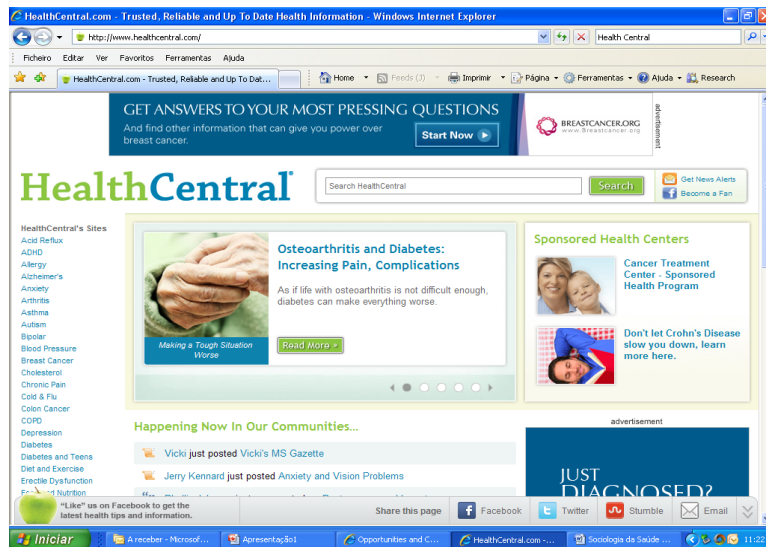 HealthCentral.com - Trusted, Reliable and Up To Date Health Information - Windows Internet Explorer
http://www.healthcentral.com/
Health Central
Ficheiro Editar Ver Favoritos Ferramentas Ajuda
HealthCentral.com - Trusted, Reliable and Up To Dat...
Home Feeds (J) Imprimir Página Ferramentas Ajuda Research
GET ANSWERS TO YOUR MOST PRESSING QUESTIONS
And find other information that can give you power over
breast cancer.
Start Now
BREASTCANCER.ORG
www.Breastcancer.org
advertisement
HealthCentral
Search HealthCentral
Search
Get News Alerts
Become a Fan
HealthCentral's Sites
Acid Reflux
ADHD
Allergy
Alzheimer's
Anxiety
Arthritis
Asthma
Autism
Bipolar
Blood Pressure
Breast Cancer
Cholesterol
Chronic Pain
Cold & Flu
Colon Cancer
COPD
Depression
Diabetes
Diabetes and Teens
Diet and Exercise
Erectile Dysfunction
Nutrition
Osteoarthritis and Diabetes:
Increasing Pain, Complications
As if life with osteoarthritis is not difficult enough,
diabetes can make everything worse.
Making a Tough Situation
Worse
Read More »
Sponsored Health Centers
Cancer Treatment
Center - Sponsored
Health Program
Don't let Crohn's Disease
slow you down, learn
more here.
Happening Now In Our Communities...
Vicki just posted Vicki's MS Gazette
Jerry Kennard just posted Anxiety and Vision Problems
advertisement
JUST
DIAGNOSED?
"Like" us on Facebook to get the
latest health tips and information.
Share this page
Facebook
Twitter
Stumble
Email
Iniciar
A receber - Microsof...
Apresentação1
Opportunities and C...
HealthCentral.com -...
Sociologia da Saúde ...
11:22